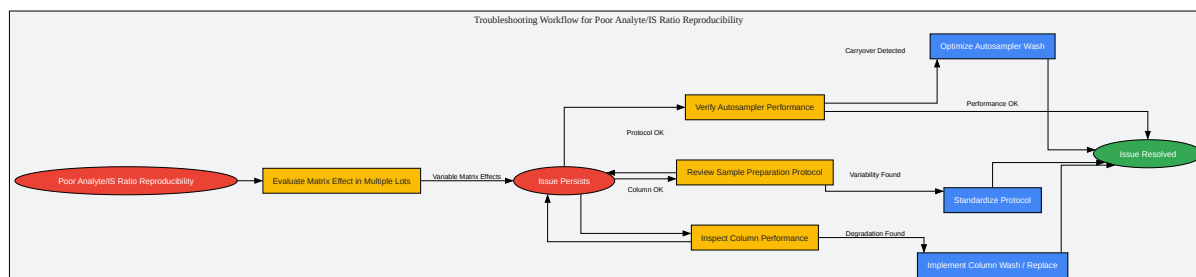 Troubleshooting Workflow for Poor Analyte/IS Ratio Reproducibility
Carryover Detected
Optimize Autosampler Wash
Verify Autosampler Performance
Performance OK
Protocol OK
Issue Resolved
Poor Analyte/IS Ratio Reproducibility
Evaluate Matrix Effect in Multiple Lots
Variable Matrix Effects
Issue Persists
Review Sample Preparation Protocol
Variability Found
Column OK
Standardize Protocol
Inspect Column Performance
Degradation Found
Implement Column Wash / Replace